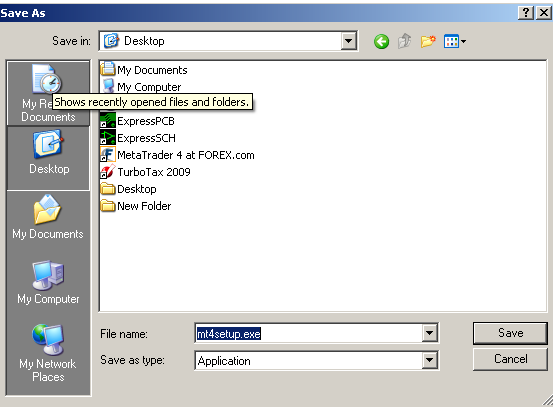 Save As
Save in:
Desktop
My Re
Documents
Desktop
My Documents
My Computer
My Network
Places
My Documents
My Computer
Shows recently opened files and folders.
ExpressPCB
ExpressSCH
MetaTrader 4 at FOREX.com
TurboTax 2009
Desktop
New Folder
File name:
mt4setup.exe
Save
Save as type:
Application
Cancel